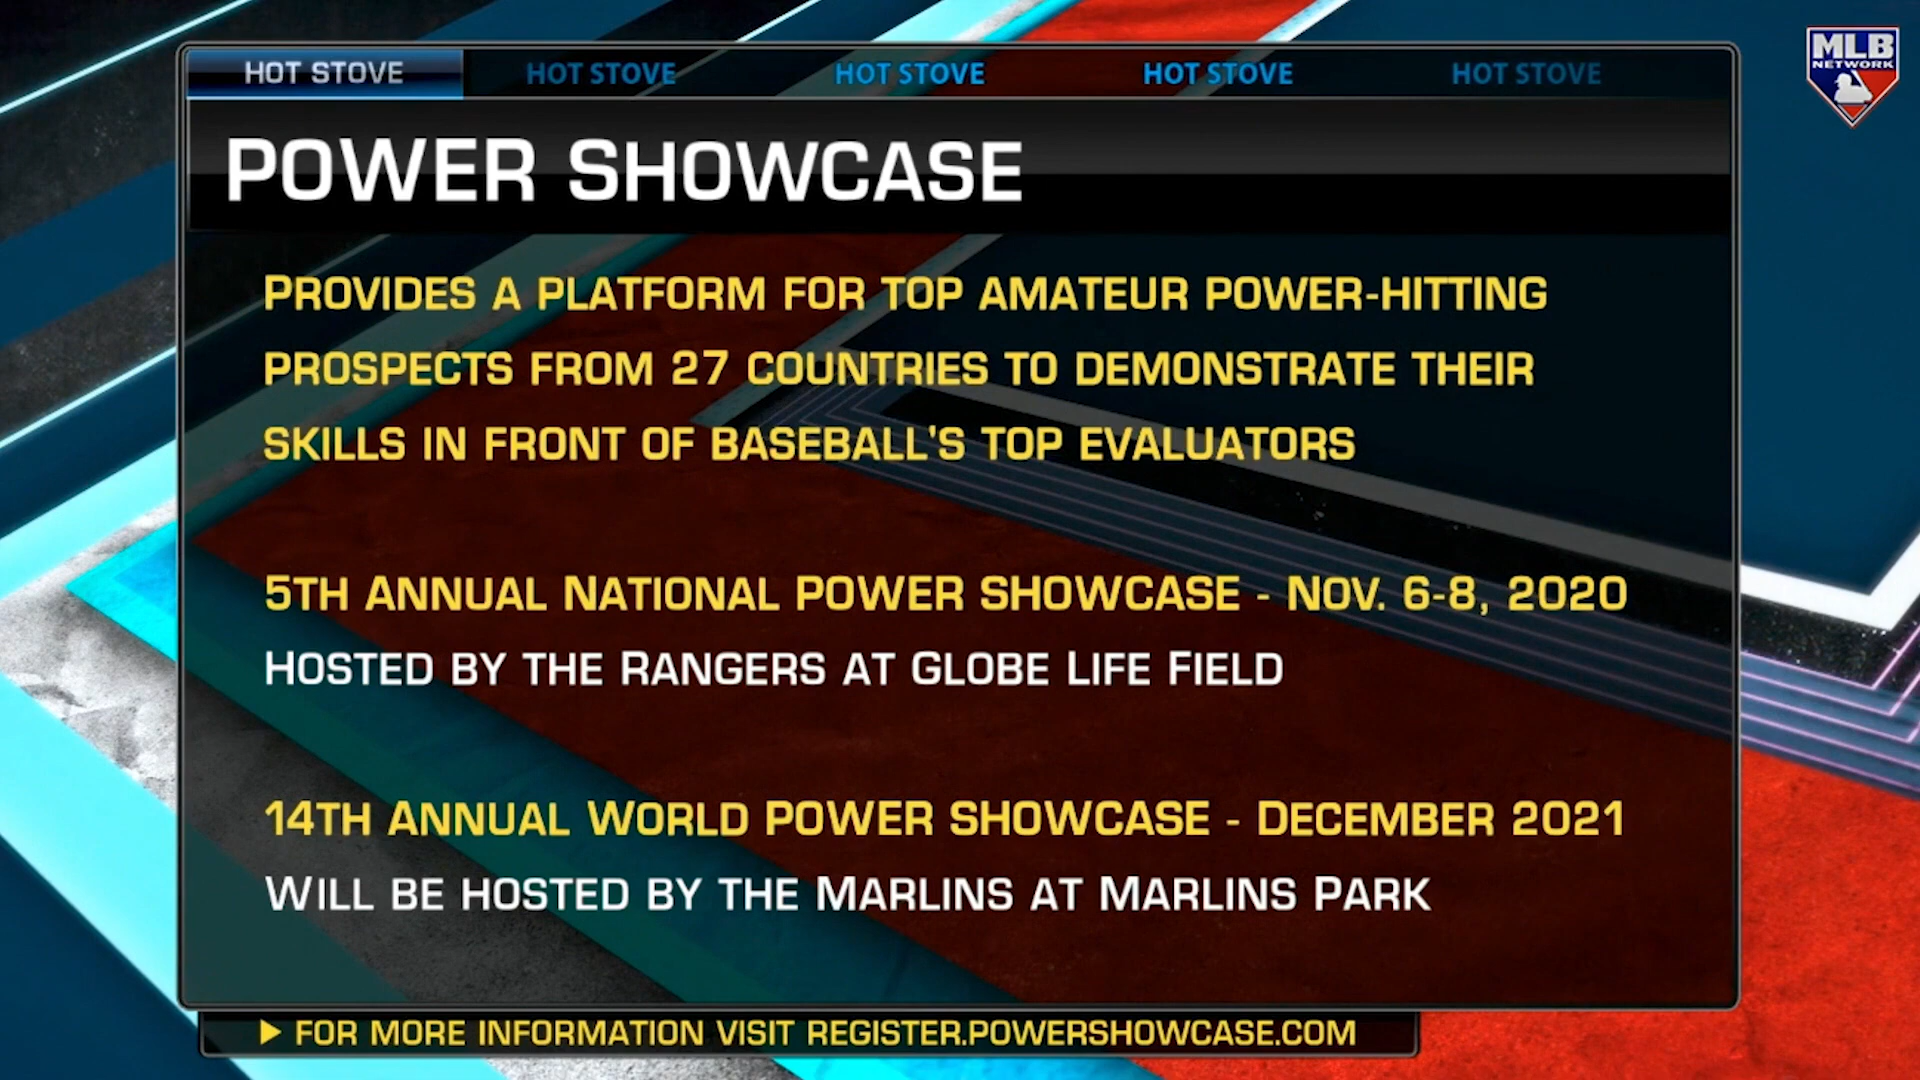 HOT STOVE HOT STOVE HOT STOVE HOT STOVE HOT STOVE
MLB
NETWORK
POWER SHOWCASE
PROVIDES A PLATFORM FOR TOP AMATEUR POWER-HITTING
PROSPECTS FROM 27 COUNTRIES TO DEMONSTRATE THEIR
SKILLS IN FRONT OF BASEBALL'S TOP EVALUATORS
5TH ANNUAL NATIONAL POWER SHOWCASE - NOV. 6-8, 2020
HOSTED BY THE RANGERS AT GLOBE LIFE FIELD
14TH ANNUAL WORLD POWER SHOWCASE - DECEMBER 2021
WILL BE HOSTED BY THE MARLINS AT MARLINS PARK
FOR MORE INFORMATION VISIT REGISTER.POWERSHOWCASE.COM